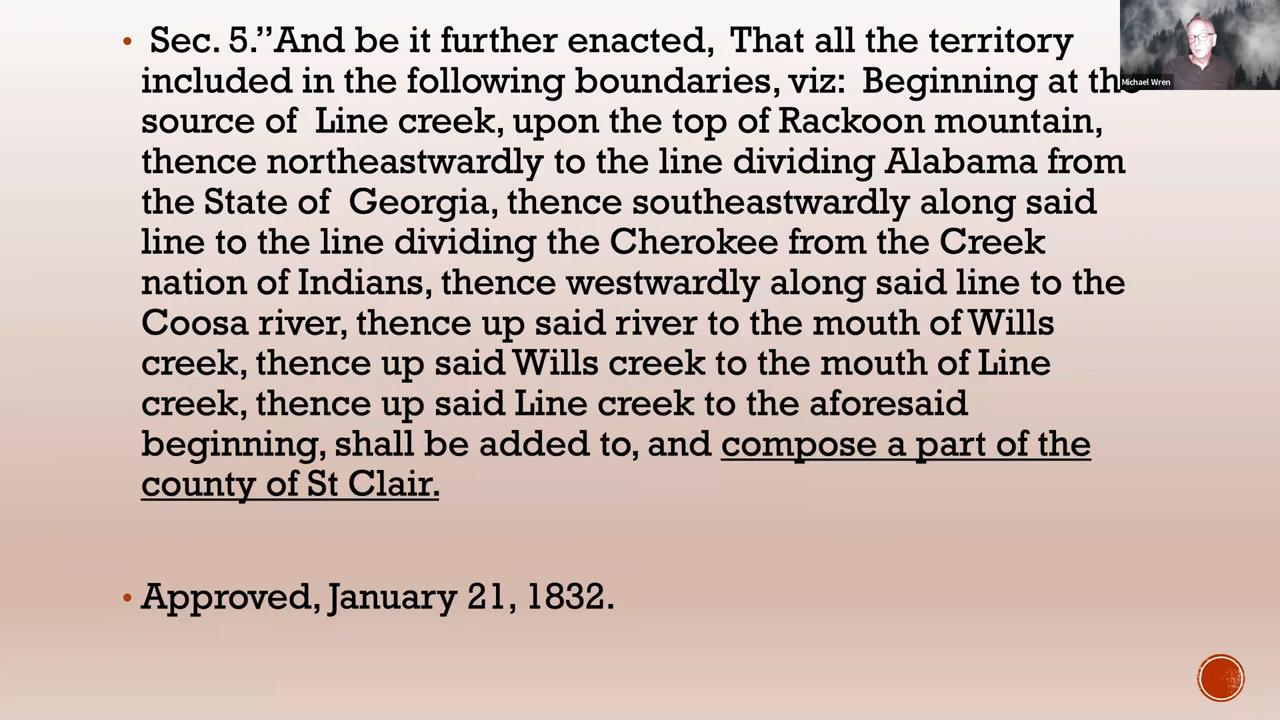 • Sec. 5.”And be it further enacted, That all the territory
included in the following boundaries, viz: Beginning at the
source of Line creek, upon the top of Rackoon mountain,
thence northeastwardly to the line dividing Alabama from
the State of Georgia, thence southeastwardly along said
line to the line dividing the Cherokee from the Creek
nation of Indians, thence westwardly along said line to the
Coosa river, thence up said river to the mouth of Wills
creek, thence up said Wills creek to the mouth of Line
creek, thence up said Line creek to the aforesaid
beginning, shall be added to, and compose a part of the
county of St Clair.
• Approved, January 21, 1832.
Michael Wren